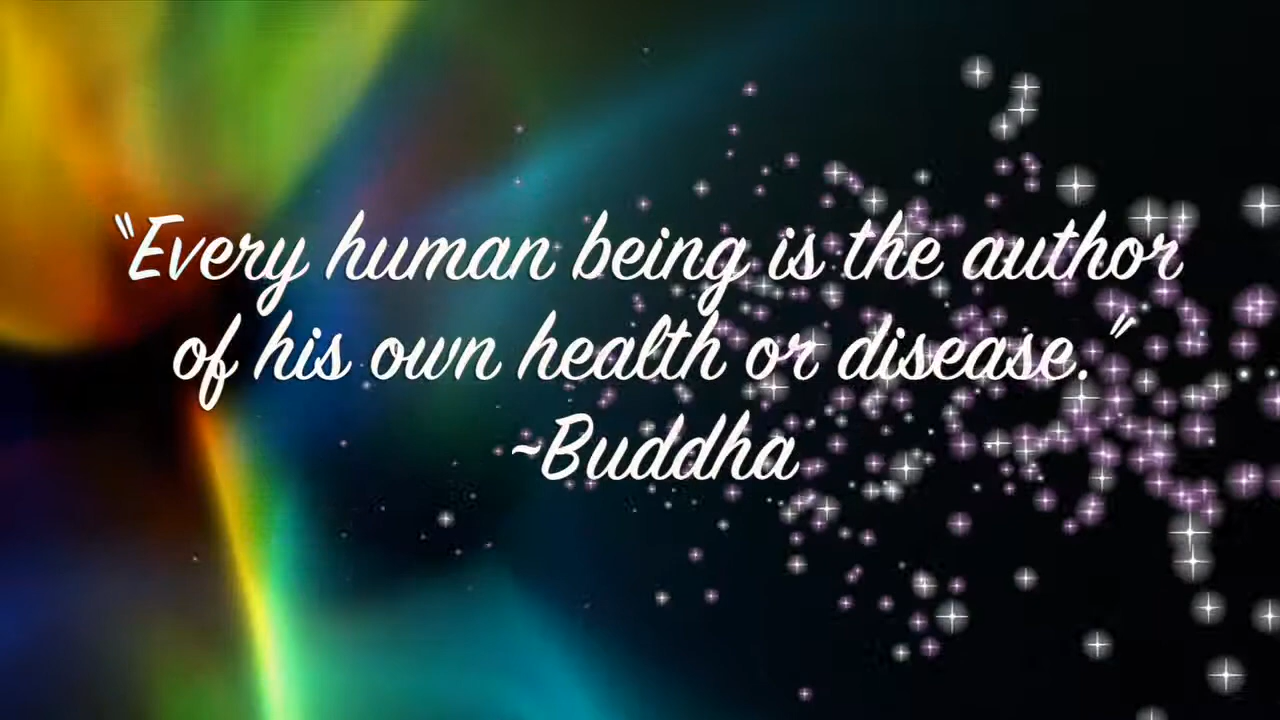 "Every human being is the author
of his own health or disease."
~Buddha